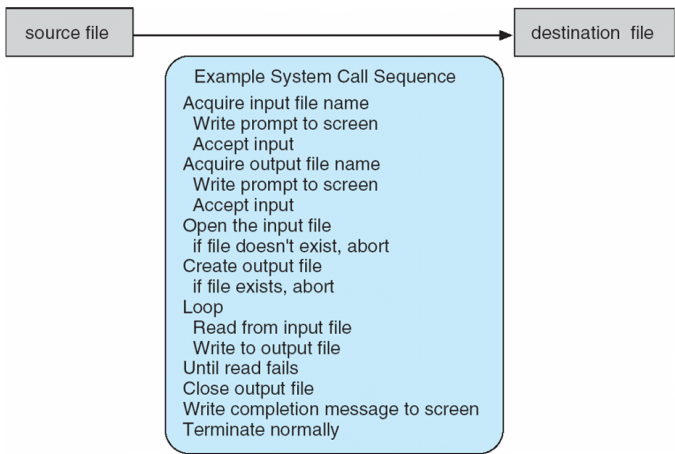 source file
destination file
Example System Call Sequence
Acquire input file name
Write prompt to screen
Accept input
Acquire output file name
Write prompt to screen
Accept input
Open the input file
if file doesn't exist, abort
Create output file
if file exists, abort
Loop
Read from input file
Write to output file
Until read fails
Close output file
Write completion message to screen
Terminate normally